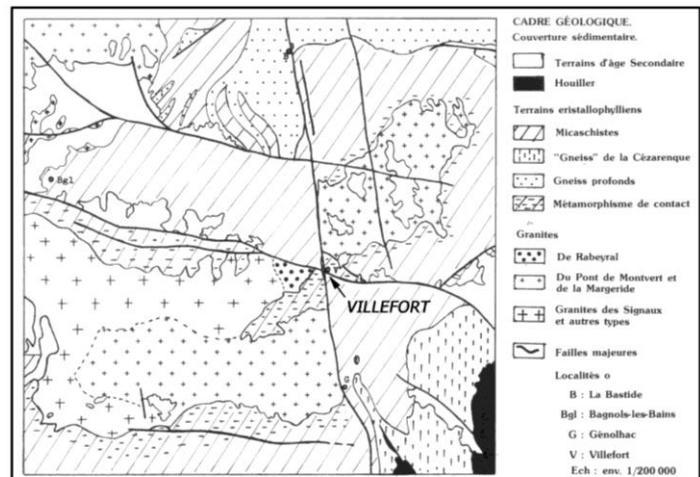 Bgl
V
VILLEFORT
G
CADRE GÉOLOGIQUE.
Couverture sédimentaire.
Terrains d'âge Secondaire
Houiller
Terrains eristallophylliens
Micaschistes
"Gneiss" de la Cézarenque
Gneiss profonds
Métamorphisme de contact
Granites
De Rabeyral
Du Pont de Montvert et
de la Margeride
Granites des Signaux
et autres types
Failles majeures
Localités o
B : La Bastide
Bgl : Bagnols-les-Bains
G : Génolhac
V : Villefort
Ech : env. 1/200 000